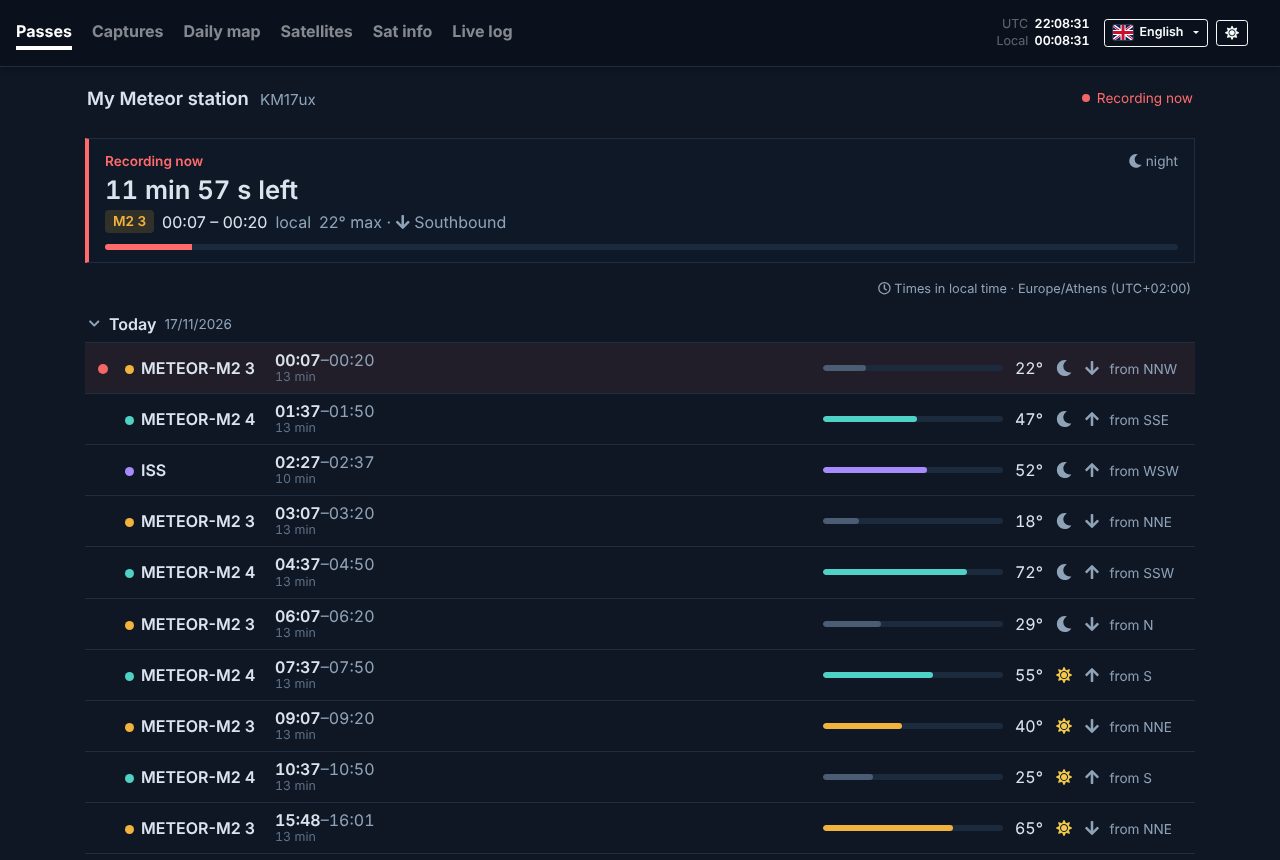 Passes Captures Daily map Satellites Sat info Live log
UTC 22:08:31
Local 00:08:31
English
My Meteor station KM17ux
Recording now
Recording now
night
11 min 57 s left
M2 3 00:07 – 00:20 local 22° max · Southbound
Times in local time · Europe/Athens (UTC+02:00)
Today 17/11/2026
METEOR-M2 3 00:07–00:20 22° from NNW
13 min
METEOR-M2 4 01:37–01:50 47° from SSE
13 min
ISS 02:27–02:37 52° from WSW
10 min
METEOR-M2 3 03:07–03:20 18° from NNE
13 min
METEOR-M2 4 04:37–04:50 72° from SSW
13 min
METEOR-M2 3 06:07–06:20 29° from N
13 min
METEOR-M2 4 07:37–07:50 55° from S
13 min
METEOR-M2 3 09:07–09:20 40° from NNE
13 min
METEOR-M2 4 10:37–10:50 25° from S
13 min
METEOR-M2 3 15:48–16:01 65° from NNE
13 min